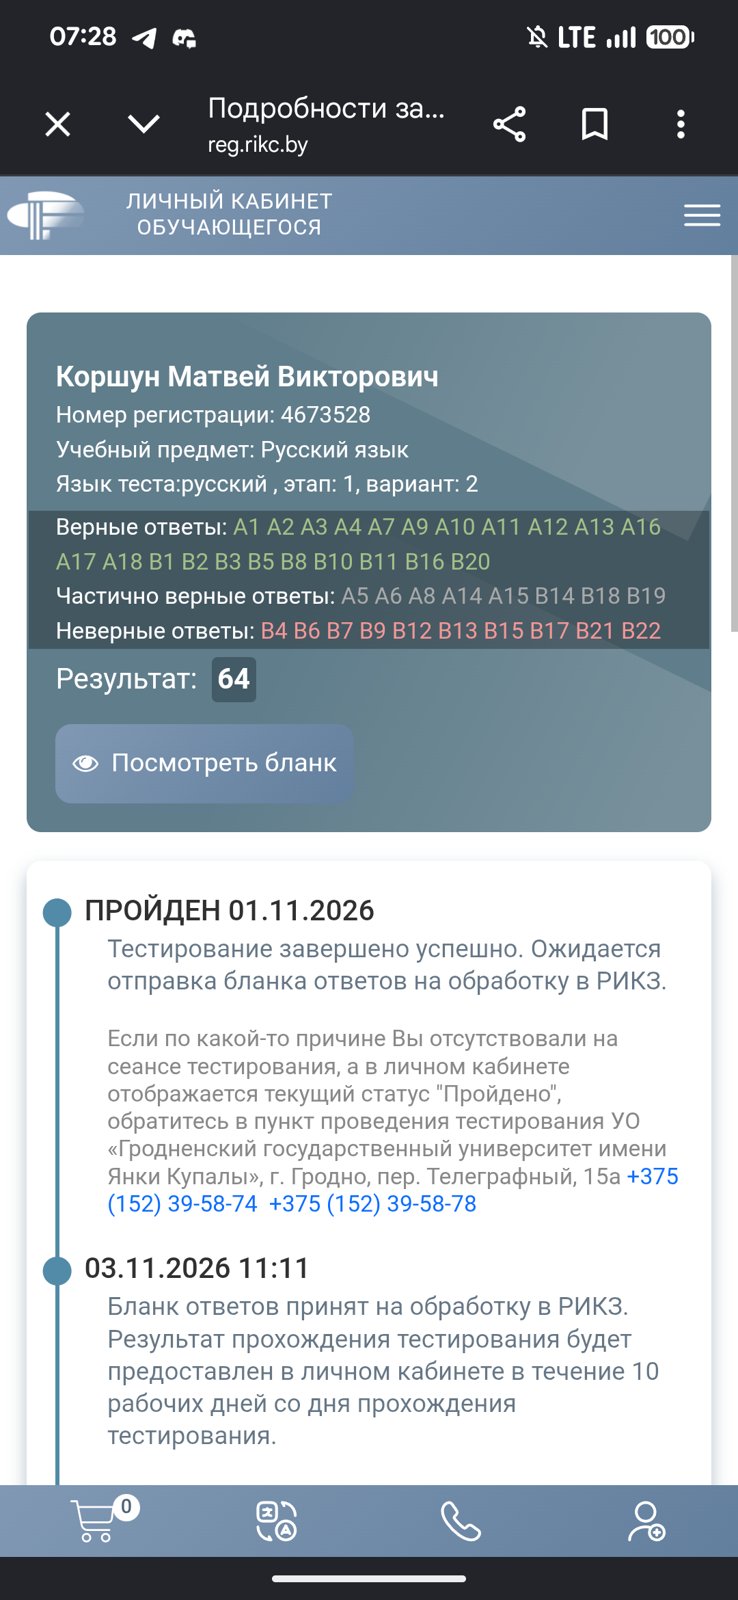 07:28
LTE
100
Подробности за...
reg.rikc.by
ЛИЧНЫЙ КАБИНЕТ
ОБУЧАЮЩЕГОСЯ
Коршун Матвей Викторович
Номер регистрации: 4673528
Учебный предмет: Русский язык
Язык теста:русский , этап: 1, вариант: 2
Верные ответы: A1 A2 A3 A4 A7 A9 A10 A11 A12 A13 A16
A17 A18 B1 B2 B3 B5 B8 B10 B11 B16 B20
Частично верные ответы: A5 A6 A8 A14 A15 B14 B18 B19
Неверные ответы: B4 B6 B7 B9 B12 B13 B15 B17 B21 B22
Результат: 64
Посмотреть бланк
ПРОЙДЕН 01.11.2026
Тестирование завершено успешно. Ожидается
отправка бланка ответов на обработку в РИКЗ.
Если по какой-то причине Вы отсутствовали на
сеансе тестирования, а в личном кабинете
отображается текущий статус "Пройдено",
обратитесь в пункт проведения тестирования УО
«Гродненский государственный университет имени
Янки Купалы», г. Гродно, пер. Телеграфный, 15а +375
(152) 39-58-74 +375 (152) 39-58-78
03.11.2026 11:11
Бланк ответов принят на обработку в РИКЗ.
Результат прохождения тестирования будет
предоставлен в личном кабинете в течение 10
рабочих дней со дня прохождения
тестирования.
0